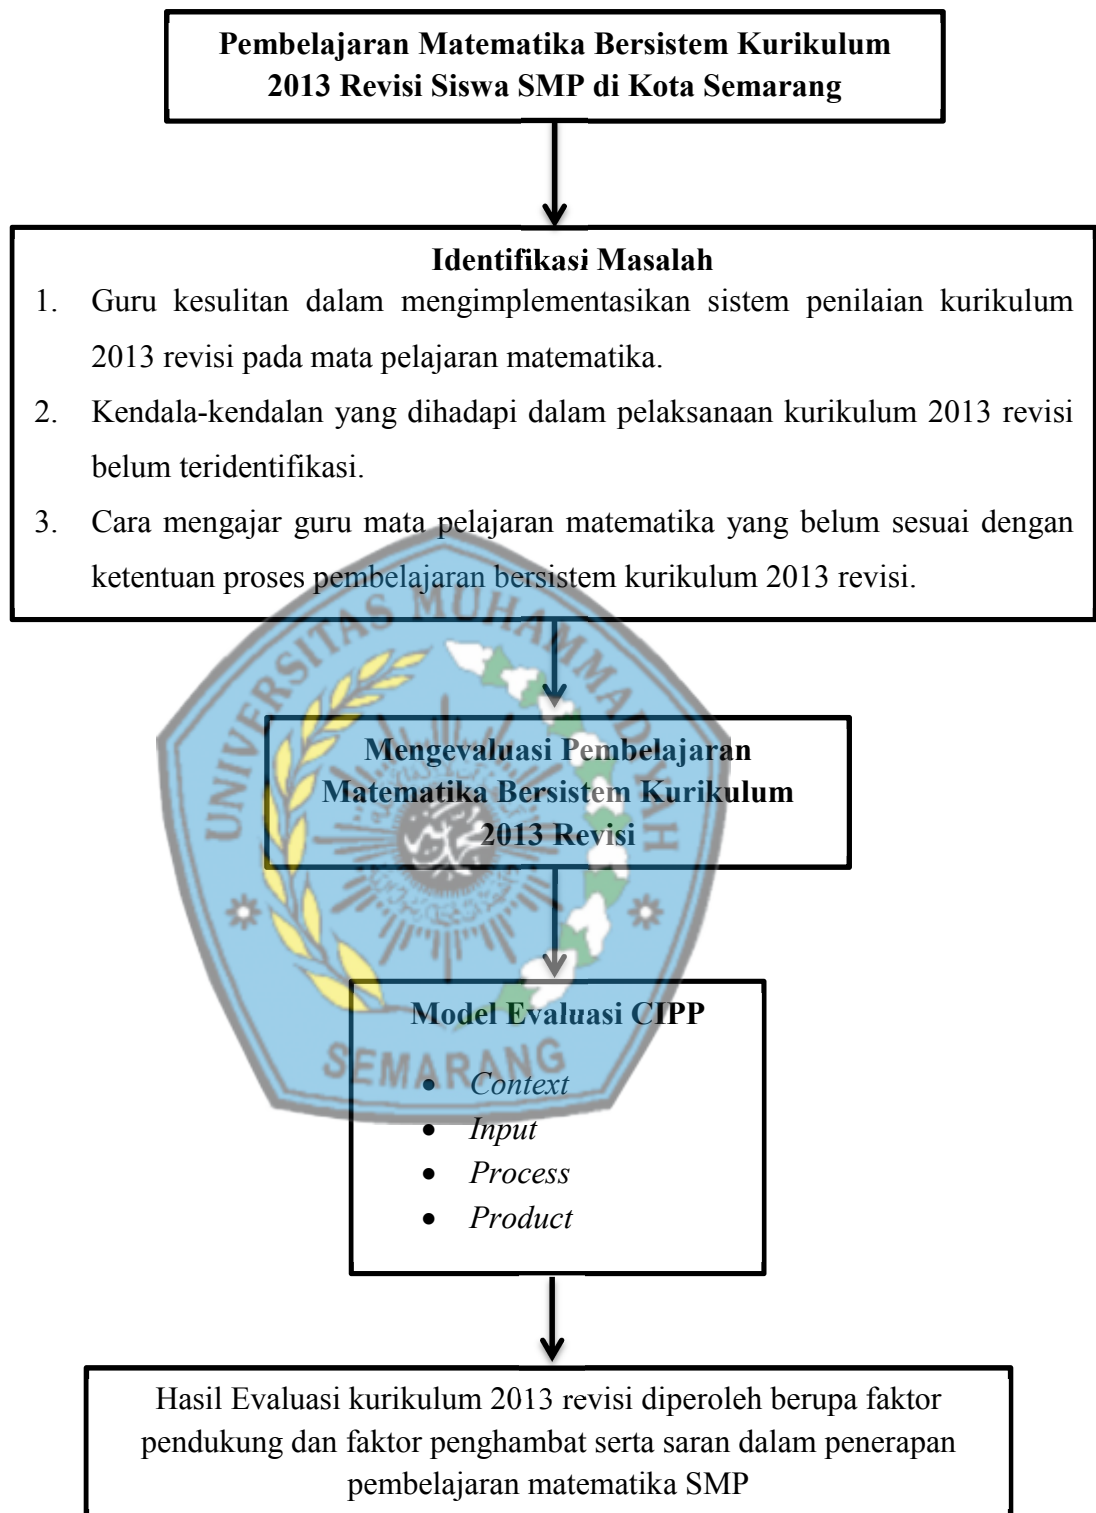 Pembelajaran Matematika Bersistem Kurikulum
2013 Revisi Siswa SMP di Kota Semarang
Identifikasi Masalah
1. Guru kesulitan dalam mengimplementasikan sistem penilaian kurikulum
2013 revisi pada mata pelajaran matematika.
2. Kendala-kendalan yang dihadapi dalam pelaksanaan kurikulum 2013 revisi
belum teridentifikasi.
3. Cara mengajar guru mata pelajaran matematika yang belum sesuai dengan
ketentuan proses pembelajaran bersistem kurikulum 2013 revisi.
UNIVERSITAS MUHAMMADIYAH
Mengevaluasi Pembelajaran
Matematika Bersistem Kurikulum
2013 Revisi
Model Evaluasi CIPP
SEMARANG
• Context
• Input
• Process
• Product
Hasil Evaluasi kurikulum 2013 revisi diperoleh berupa faktor
pendukung dan faktor penghambat serta saran dalam penerapan
pembelajaran matematika SMP